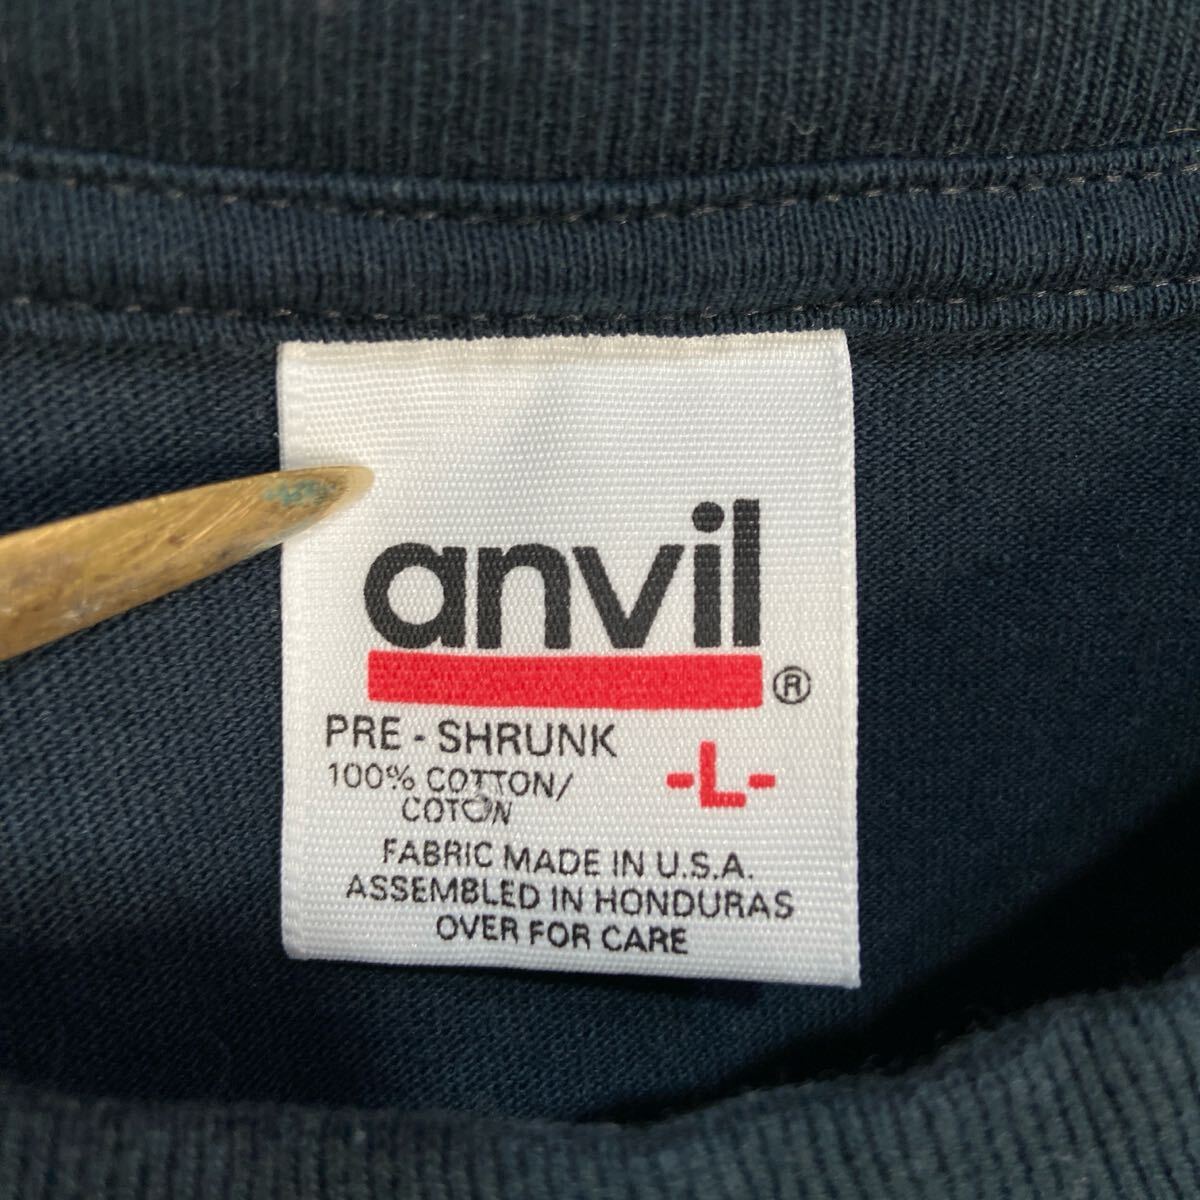 anvil ®
PRE - SHRUNK
100% COTTON/
COTON
-L-
FABRIC MADE IN U.S.A.
ASSEMBLED IN HONDURAS
OVER FOR CARE